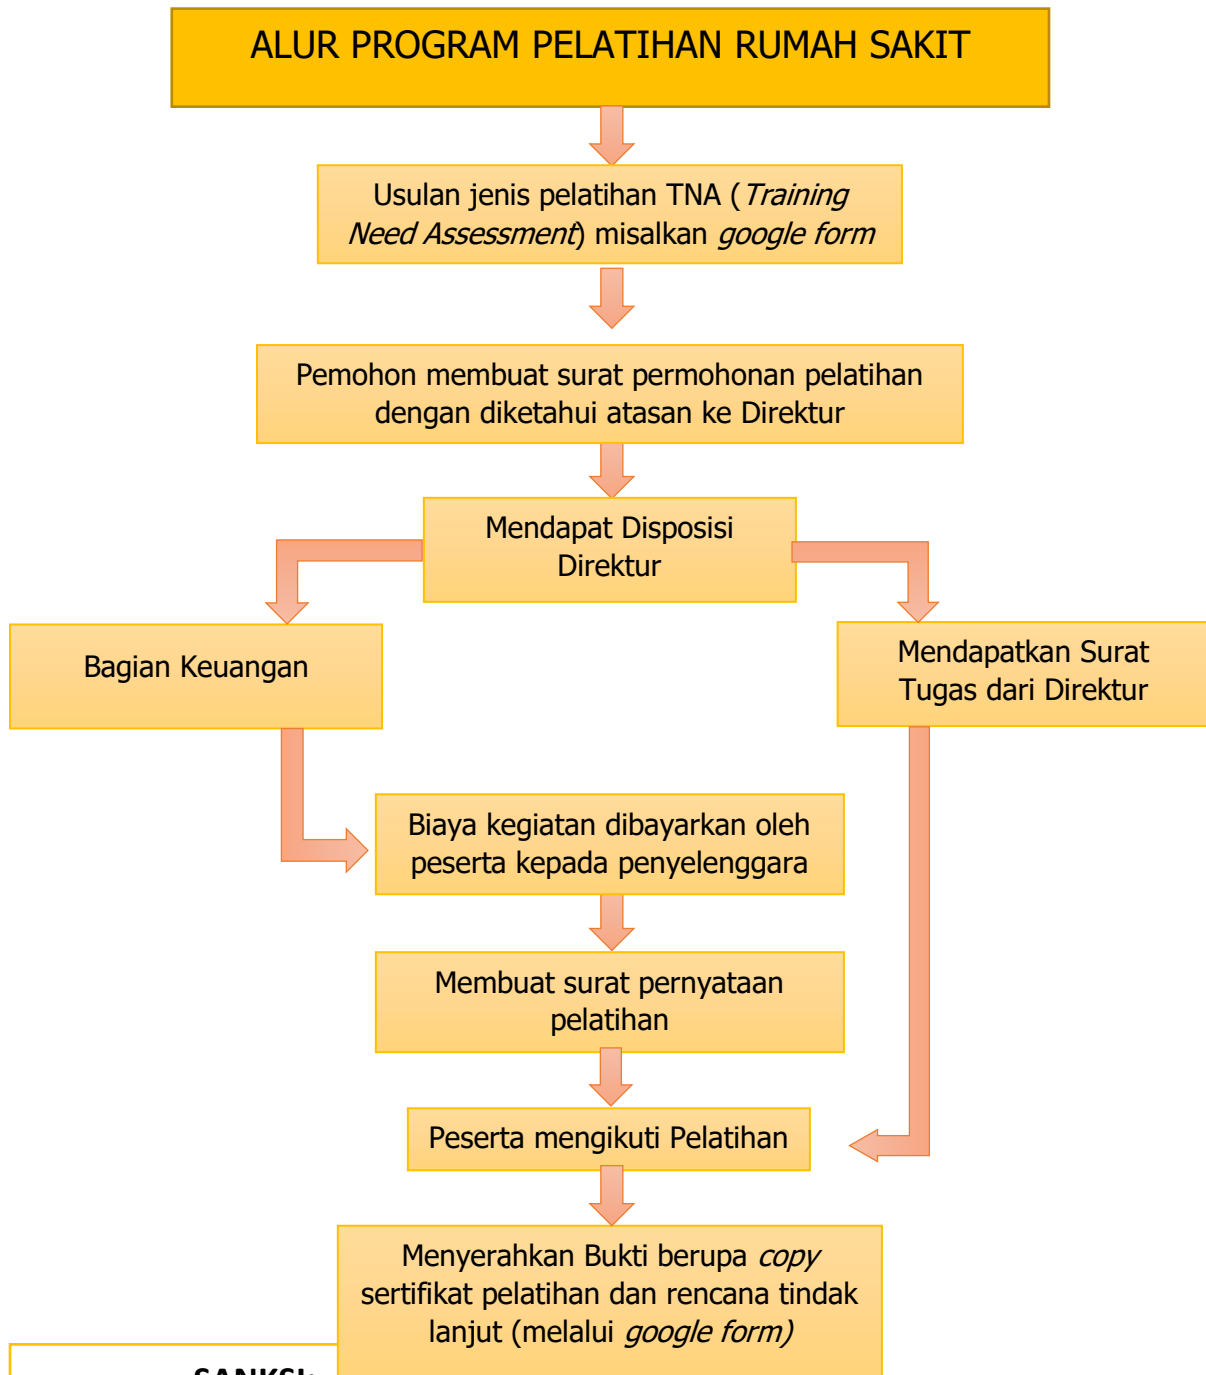 ALUR PROGRAM PELATIHAN RUMAH SAKIT
Usulan jenis pelatihan TNA (Training
Need Assessment) misalkan google form
Pemohon membuat surat permohonan pelatihan
dengan diketahui atasan ke Direktur
Mendapat Disposisi
Direktur
Bagian Keuangan
Mendapatkan Surat
Tugas dari Direktur
Biaya kegiatan dibayarkan oleh
peserta kepada penyelenggara
Membuat surat pernyataan
pelatihan
Peserta mengikuti Pelatihan
Menyerahkan Bukti berupa copy
sertifikat pelatihan dan rencana tindak
lanjut (melalui google form)